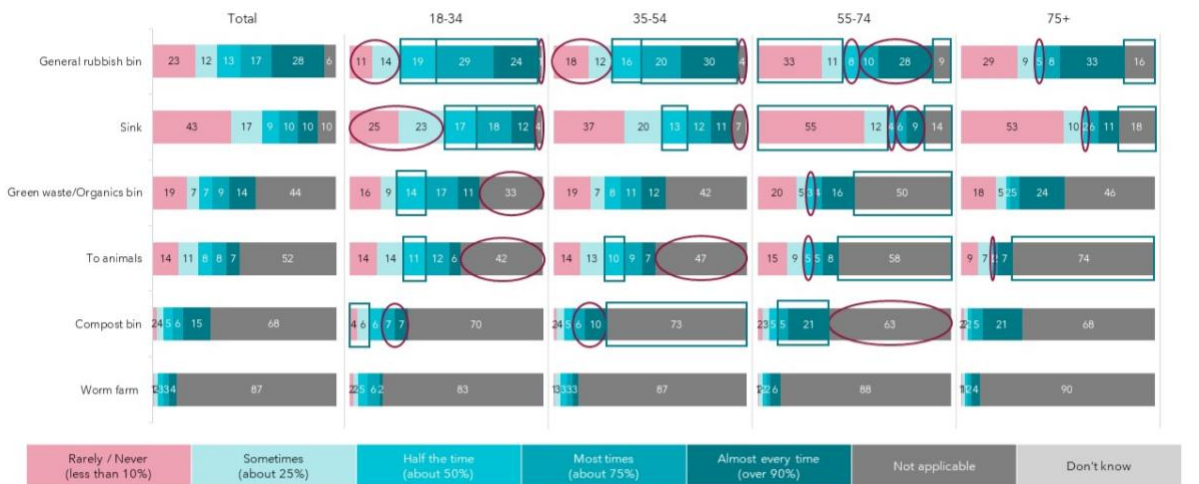 Total 18-34 35-54 55-74 75+
General rubbish bin 23 12 13 17 28 6 11 14 19 29 24 18 12 16 20 30 4 33 11 8 10 28 9 29 9 5 8 33 16
Sink 43 17 9 10 10 10 25 23 17 18 12 4 37 20 13 12 11 7 55 12 4 6 9 14 53 10 2 6 11 18
Green waste/Organics bin 19 7 7 9 14 44 16 9 14 17 11 33 19 7 8 11 12 42 20 5 3 4 16 50 18 5 2 5 24 46
To animals 14 11 8 8 7 52 14 14 11 12 6 42 14 13 10 9 7 47 15 9 5 5 8 58 9 7 7 74
Compost bin 2 4 5 6 15 68 4 6 6 7 7 70 2 4 5 6 10 73 2 3 5 5 21 63 2 2 5 21 68
Worm farm 3 3 4 87 2 5 6 2 83 3 3 3 87 2 6 88 2 4 90
Rarely / Never Sometimes Half the time Most times Almost every time Not applicable Don't know
(less than 10%) (about 25%) (about 50%) (about 75%) (over 90%)